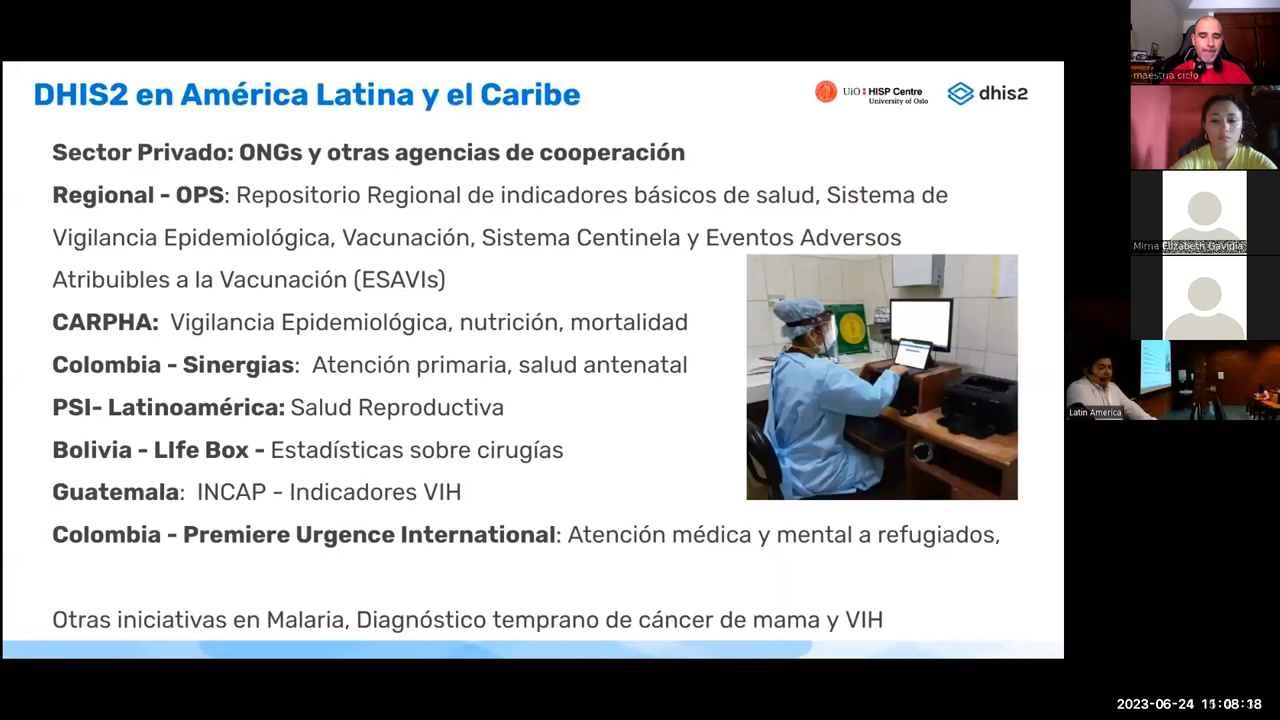 DHIS2 en América Latina y el Caribe
UiO HISP Centre
University of Oslo
dhis2
Sector Privado: ONGs y otras agencias de cooperación
Regional - OPS: Repositorio Regional de indicadores básicos de salud, Sistema de
Vigilancia Epidemiológica, Vacunación, Sistema Centinela y Eventos Adversos
Atribuibles a la Vacunación (ESAVIs)
CARPHA: Vigilancia Epidemiológica, nutrición, mortalidad
Colombia - Sinergias: Atención primaria, salud antenatal
PSI- Latinoamérica: Salud Reproductiva
Bolivia - LIfe Box - Estadísticas sobre cirugías
Guatemala: INCAP - Indicadores VIH
Colombia - Premiere Urgence International: Atención médica y mental a refugiados,
Otras iniciativas en Malaria, Diagnóstico temprano de cáncer de mama y VIH
maestria ciclo
Mirna Elizabeth Gavidia
Latin America
2023-06-24 11:08:18